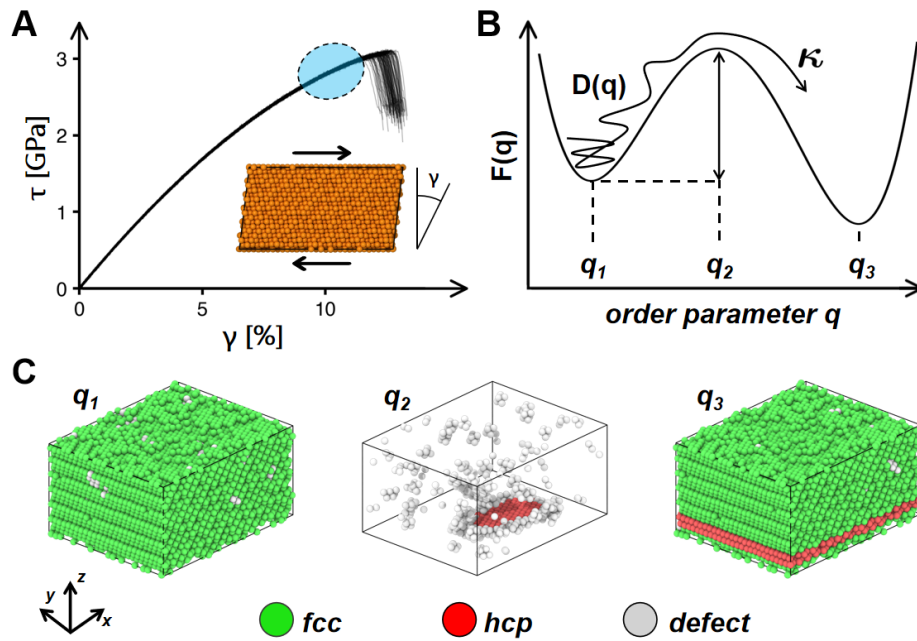 A
τ [GPa]
3
2
1
0
0
5
10
γ [%]
γ
B
F(q)
D(q)
κ
q1
q2
q3
order parameter q
C
q1
q2
q3
z
y
x
fcc
hcp
defect